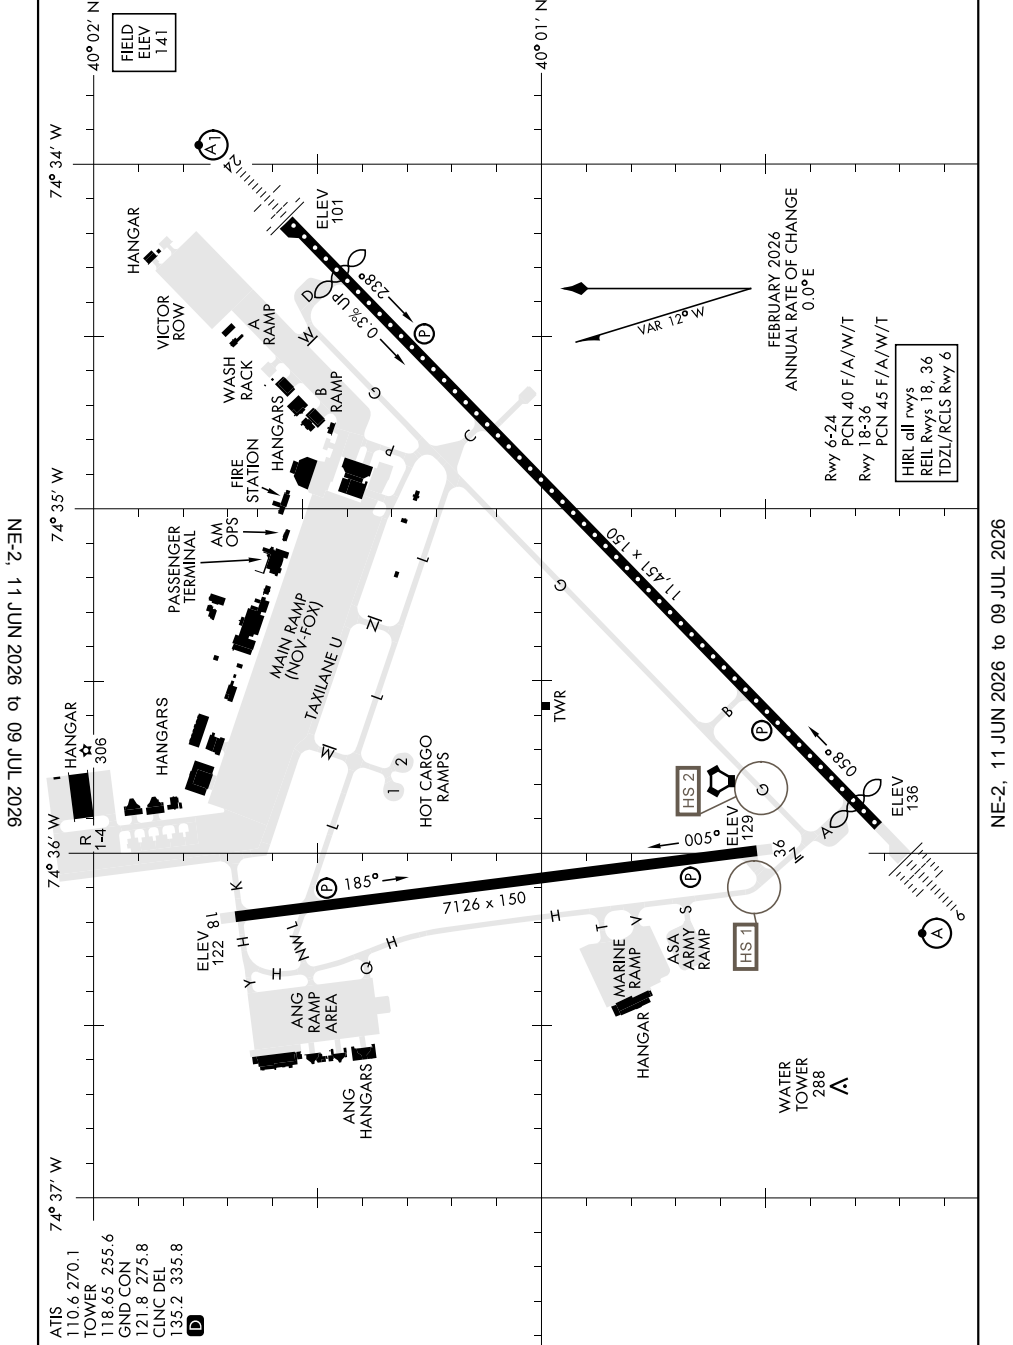 NE-2, 11 JUN 2026 to 09 JUL 2026
ATIS
110.6 270.1
TOWER
118.65 255.6
GND CON
121.8 275.8
CLNC DEL
135.2 335.8
D
74° 37' W
74° 36' W
74° 35' W
74° 34' W
40° 02' N
40° 01' N
FIELD
ELEV
141
HANGAR
306
R
1-4
HANGARS
PASSENGER
TERMINAL
AM
OPS
FIRE
STATION
HANGARS
WASH
RACK
VICTOR
ROW
HANGAR
A
RAMP
B
RAMP
MAIN RAMP
(NOV-FOX)
TAXILANE U
A1
24
ELEV
101
D
W
238°
0.3% UP
P
G
P
C
L
N
L
M
L
1
2
HOT CARGO
RAMPS
G
TWR
11,451 x 150
B
P
058°
HS 2
G
ELEV
136
A
ELEV
129
36
N
005°
P
7126 x 150
185°
P
K
18
ELEV
122
H
NW L
H
Y
H
Q
H
T
V
S
HS 1
ANG
RAMP
AREA
ANG
HANGARS
MARINE
RAMP
HANGAR
ASA
ARMY
RAMP
WATER
TOWER
288
6
A
VAR 12° W
FEBRUARY 2026
ANNUAL RATE OF CHANGE
0.0° E
Rwy 6-24
PCN 40 F/A/W/T
Rwy 18-36
PCN 45 F/A/W/T
HIRL all rwys
REIL Rwys 18, 36
TDZL/RCLS Rwy 6
NE-2, 11 JUN 2026 to 09 JUL 2026